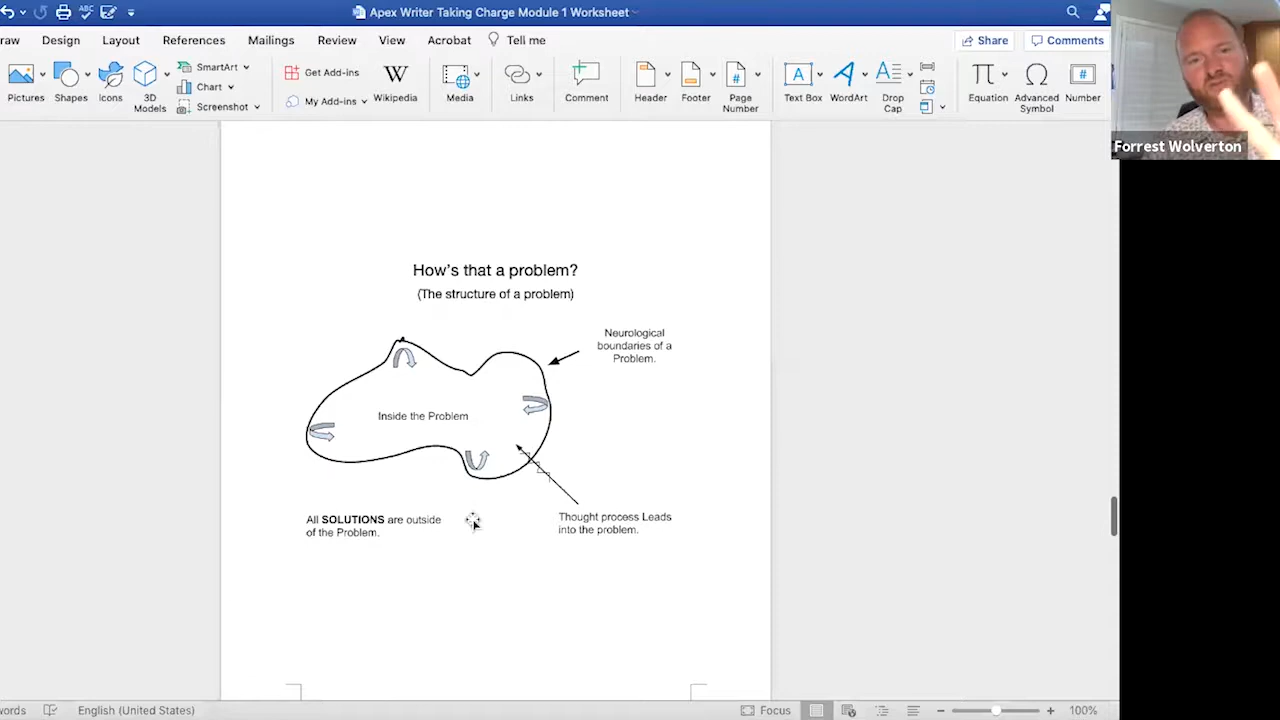 Apex Writer Taking Charge Module 1 Worksheet
raw Design Layout References Mailings Review View Acrobat Tell me Share Comments
Pictures Shapes Icons 3D Models SmartArt Chart Screenshot Get Add-ins My Add-ins Wikipedia Media Links Comment Header Footer Page Number Text Box WordArt Drop Cap Equation Advanced Symbol Number
Forrest Wolverton
How's that a problem?
(The structure of a problem)
Neurological
boundaries of a
Problem.
Inside the Problem
All SOLUTIONS are outside
of the Problem.
Thought process Leads
into the problem.
words English (United States) Focus 100%